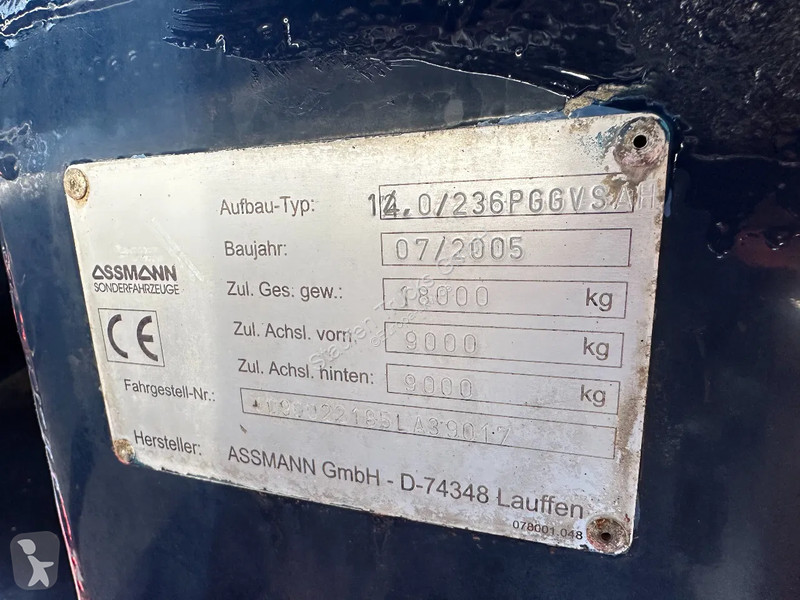 Aufbau-Typ: 14.0/236PGGVSAH
Baujahr: 07/2005
ASSMANN
SONDERFAHRZEUGE
Zul. Ges. gew.: 18000 kg
CE
Zul. Achsl. vorn: 9000 kg
Zul. Achsl. hinten: 9000 kg
Fahrgestell-Nr.:
Hersteller: ASSMANN GmbH - D-74348 Lauffen
078001.048